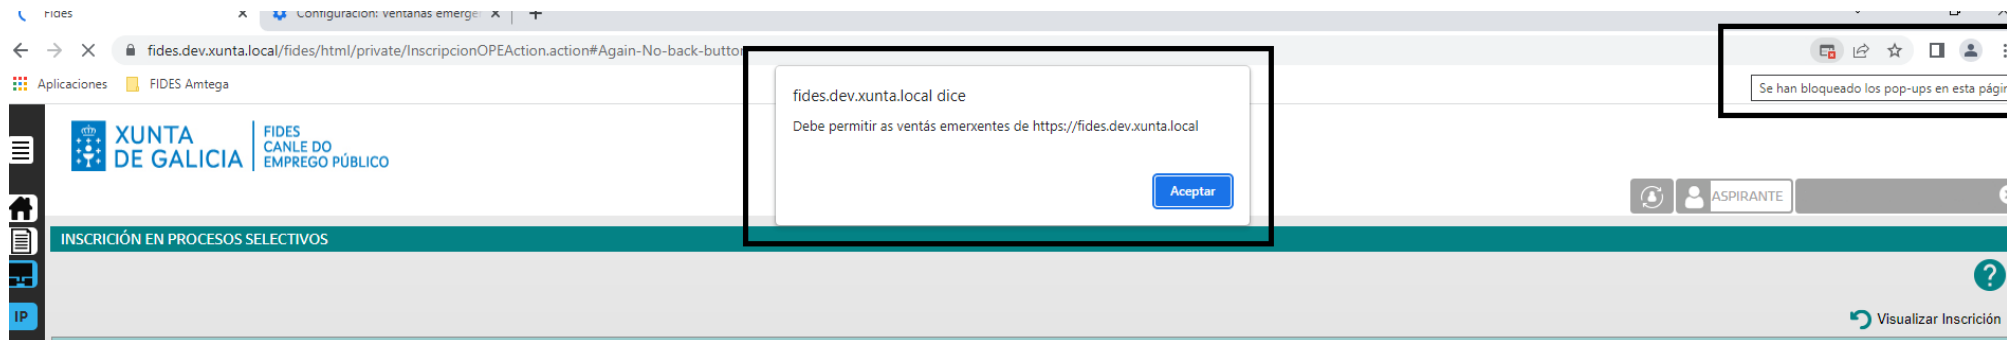 Fides
Configuración: Ventanas emerge
fides.dev.xunta.local/fides/html/private/InscripcionOPEAction.action#Again-No-back-button
Aplicaciones FIDES Amtega
Se han bloqueado los pop-ups en esta págin
fides.dev.xunta.local dice
Debe permitir as ventás emerxentes de https://fides.dev.xunta.local
Aceptar
XUNTA
DE GALICIA
FIDES
CANLE DO
EMPREGO PÚBLICO
ASPIRANTE
INSCRICIÓN EN PROCESOS SELECTIVOS
?
IP
Visualizar Inscrición